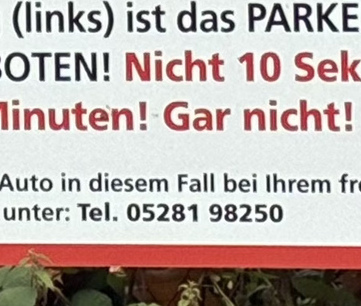 (links) ist das PARKE
BOTEN! Nicht 10 Sek
Minuten! Gar nicht!
Auto in diesem Fall bei Ihrem fre
unter: Tel. 05281 98250